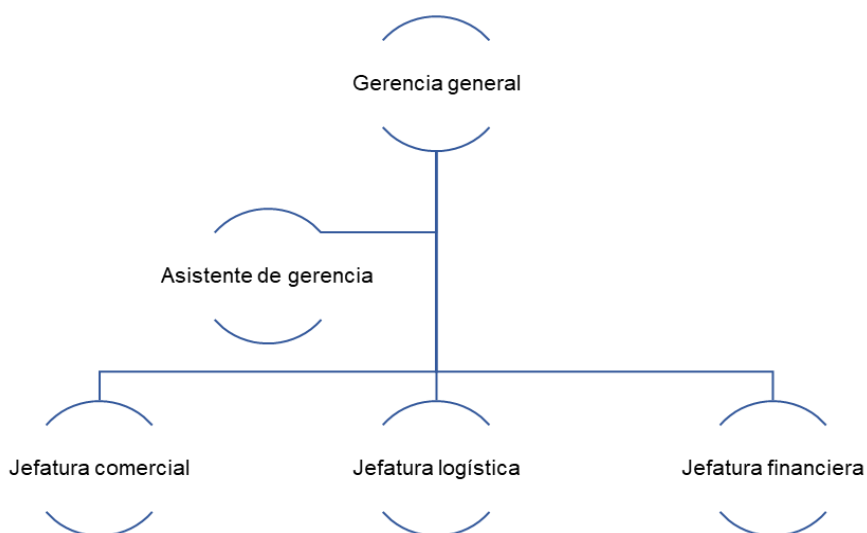 Gerencia general
Asistente de gerencia
Jefatura comercial
Jefatura logística
Jefatura financiera